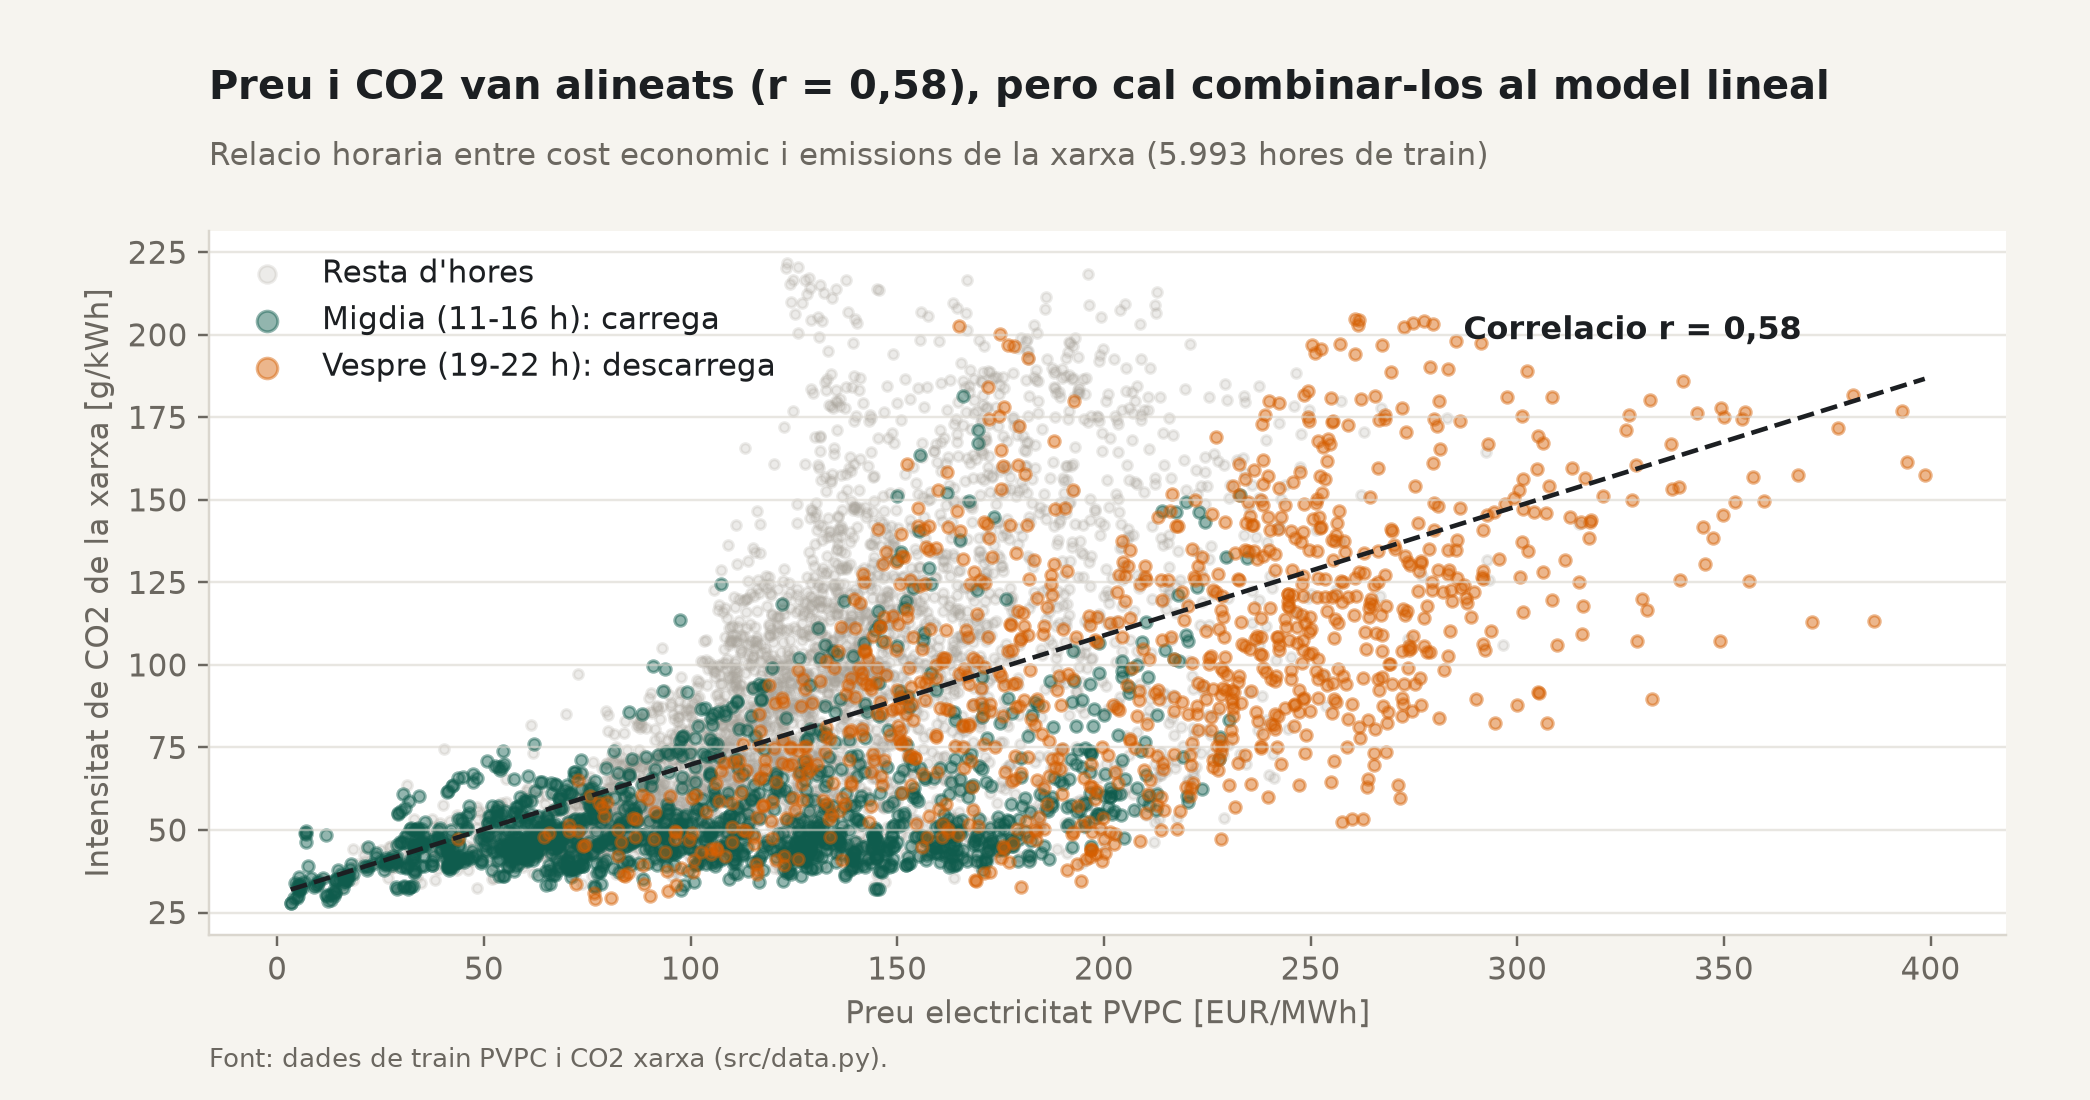 Preu i CO2 van alineats (r = 0,58), pero cal combinar-los al model lineal
Relacio horaria entre cost economic i emissions de la xarxa (5.993 hores de train)
Intensitat de CO2 de la xarxa [g/kWh]
225
200
175
150
125
100
75
50
25
Resta d'hores
Migdia (11-16 h): carrega
Vespre (19-22 h): descarrega
Correlacio r = 0,58
0 50 100 150 200 250 300 350 400
Preu electricitat PVPC [EUR/MWh]
Font: dades de train PVPC i CO2 xarxa (src/data.py).